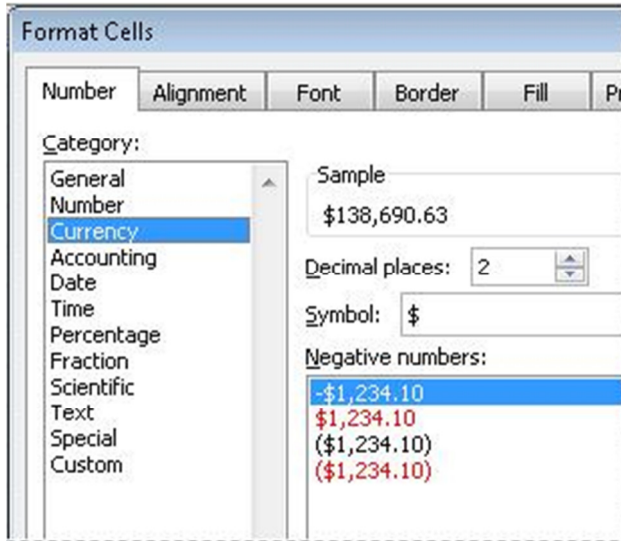 Format Cells
Number Alignment Font Border Fill
Category:
General
Number
Currency
Accounting
Date
Time
Percentage
Fraction
Scientific
Text
Special
Custom
Sample
$138,690.63
Decimal places: 2
Symbol: $
Negative numbers:
-$1,234.10
$1,234.10
($1,234.10)
($1,234.10)